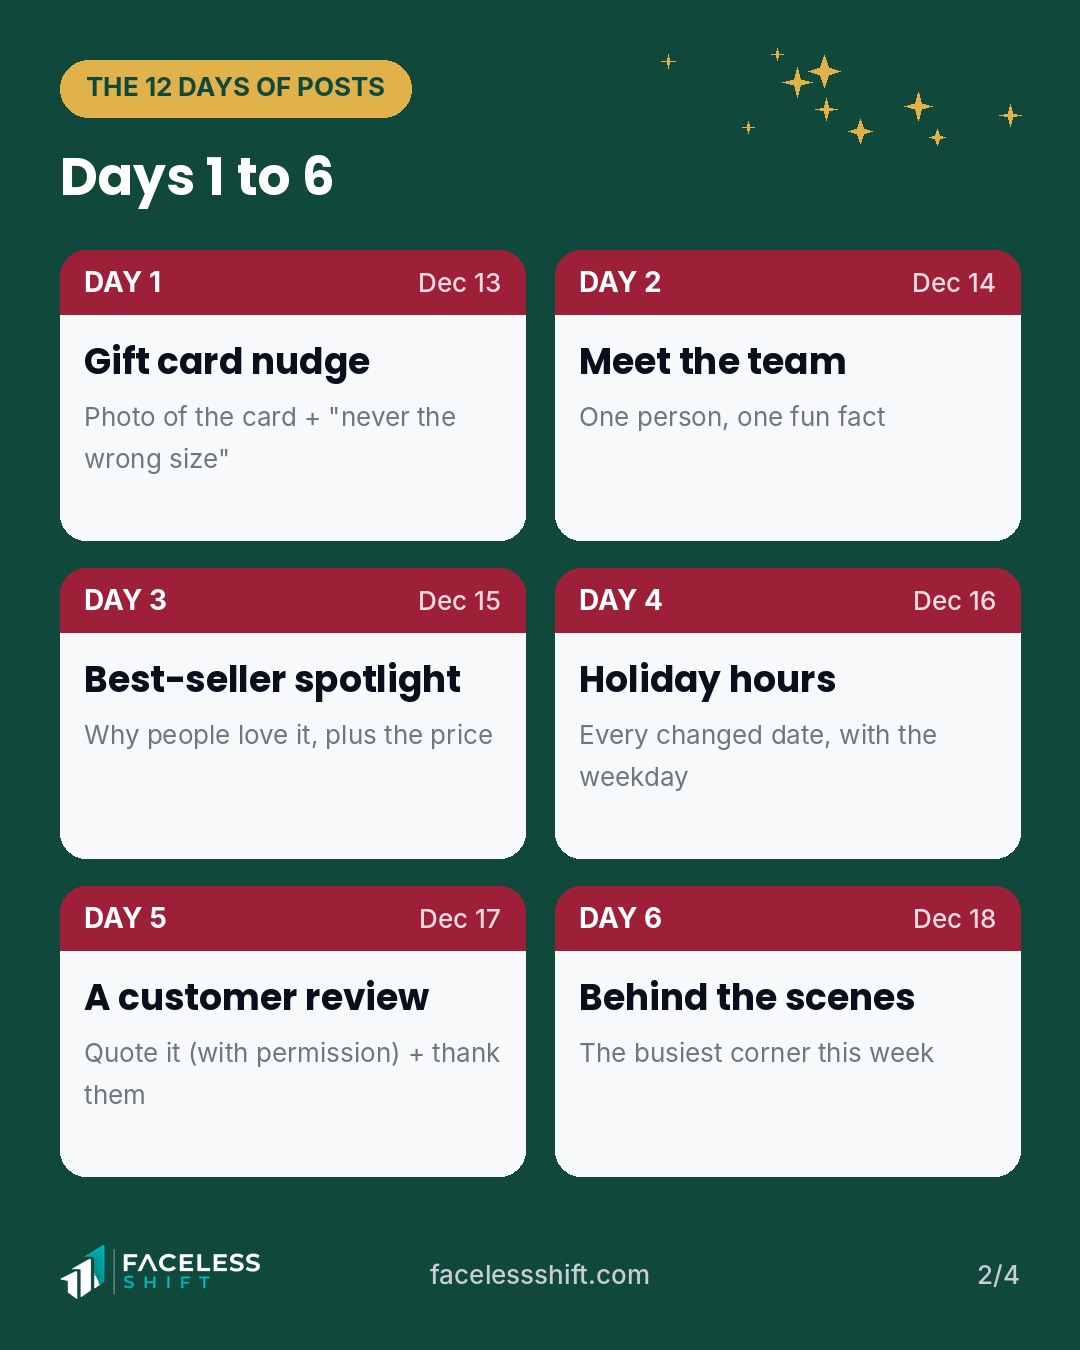 THE 12 DAYS OF POSTS
Days 1 to 6
DAY 1 Dec 13
Gift card nudge
Photo of the card + "never the
wrong size"
DAY 2 Dec 14
Meet the team
One person, one fun fact
DAY 3 Dec 15
Best-seller spotlight
Why people love it, plus the price
DAY 4 Dec 16
Holiday hours
Every changed date, with the
weekday
DAY 5 Dec 17
A customer review
Quote it (with permission) + thank
them
DAY 6 Dec 18
Behind the scenes
The busiest corner this week
FACELESS
SHIFT
facelessshift.com
2/4